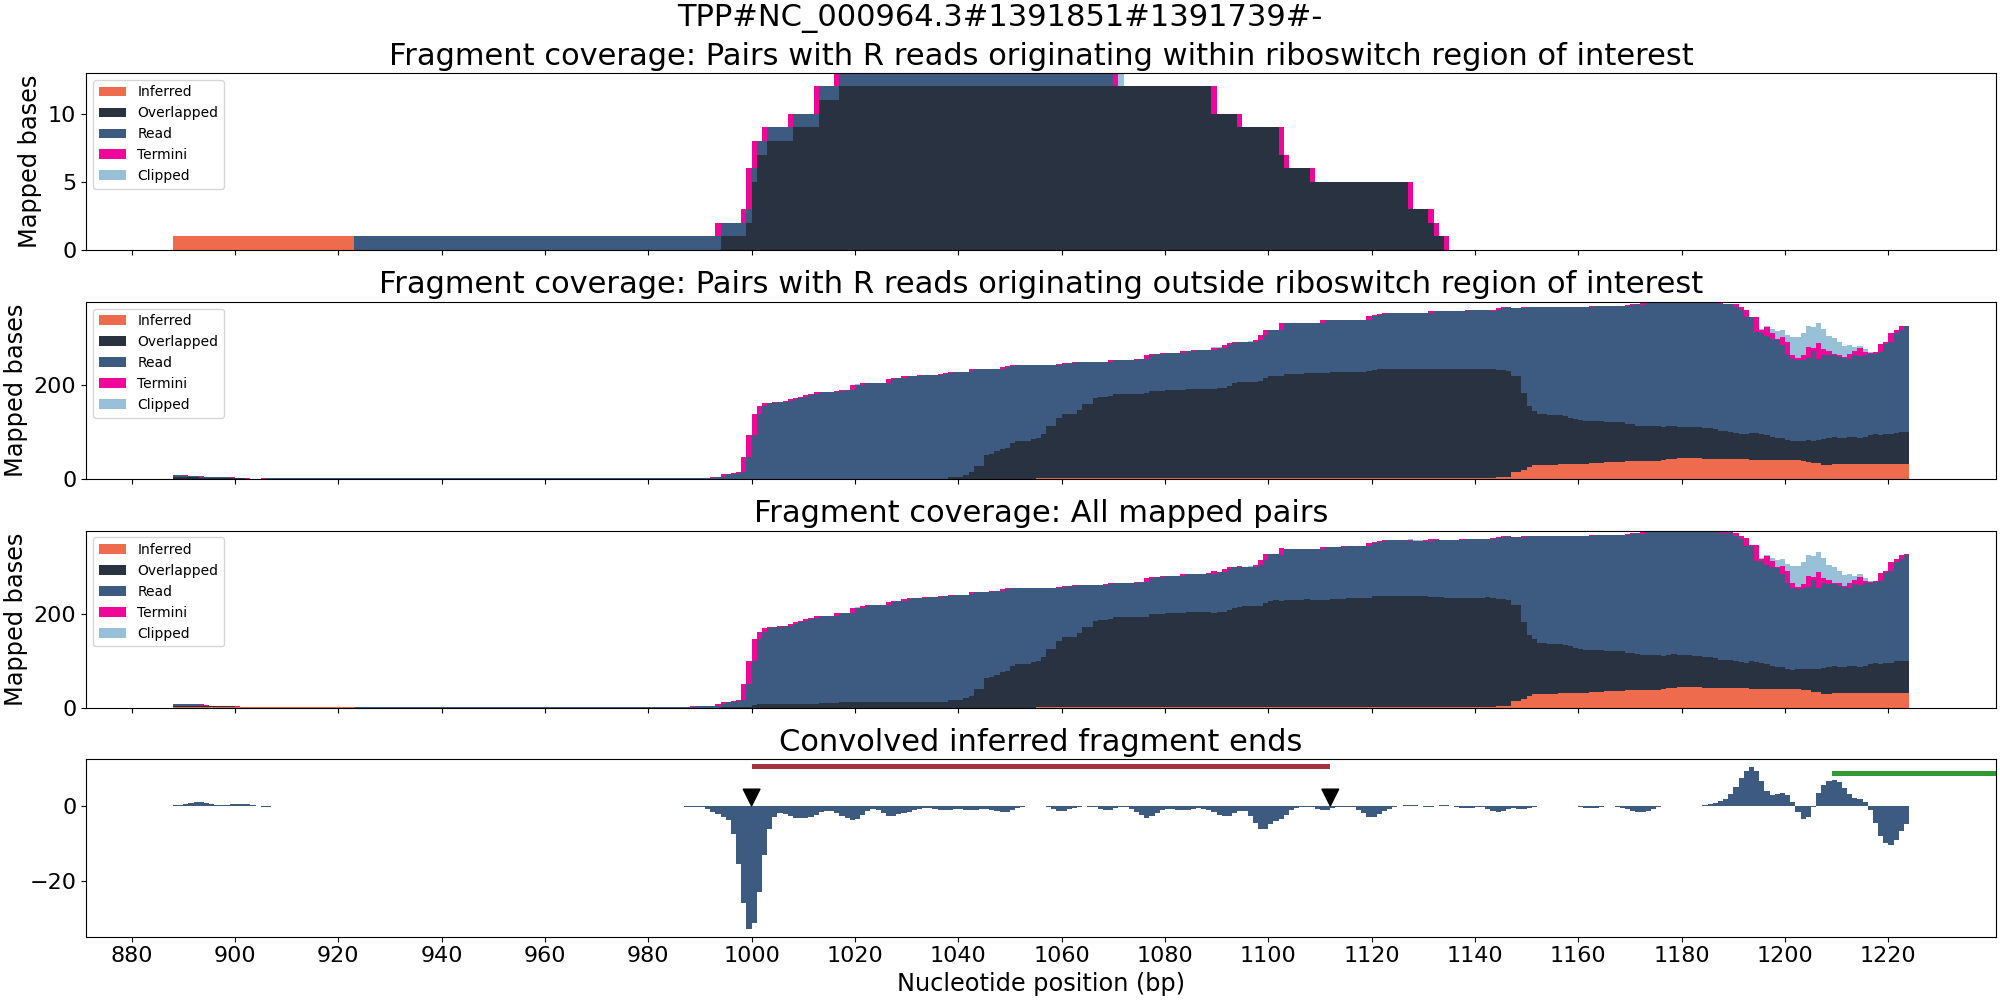 TPP#NC_000964.3#1391851#1391739#-
Fragment coverage: Pairs with R reads originating within riboswitch region of interest
Mapped bases
10
5
0
Inferred
Overlapped
Read
Termini
Clipped
Fragment coverage: Pairs with R reads originating outside riboswitch region of interest
Mapped bases
200
0
Inferred
Overlapped
Read
Termini
Clipped
Fragment coverage: All mapped pairs
Mapped bases
200
0
Inferred
Overlapped
Read
Termini
Clipped
Convolved inferred fragment ends
0
−20
880 900 920 940 960 980 1000 1020 1040 1060 1080 1100 1120 1140 1160 1180 1200 1220
Nucleotide position (bp)